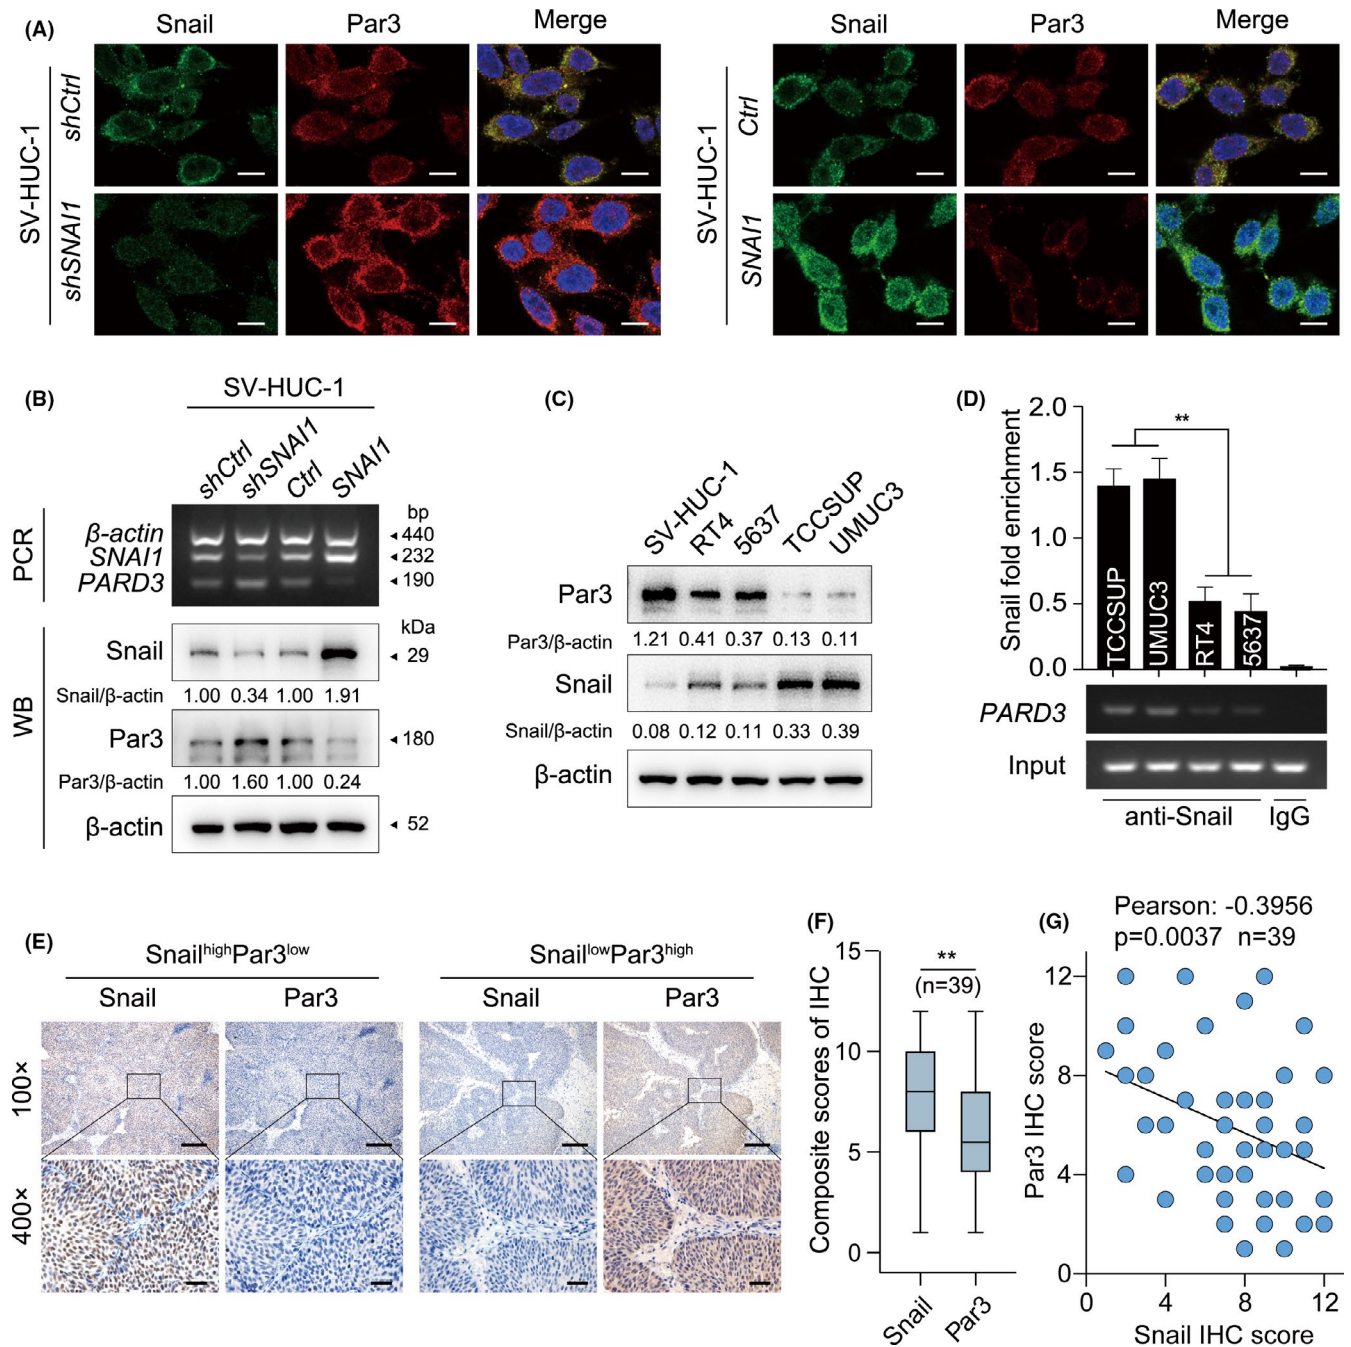 (A)
Snail Par3 Merge
SV-HUC-1
shCtrl
shSNAI1
Snail Par3 Merge
SV-HUC-1
Ctrl
SNAI1
(B)
SV-HUC-1
shCtrl shSNAI1 Ctrl SNAI1
PCR
bp
β-actin 440
SNAI1 232
PARD3 190
WB
kDa
Snail 29
Snail/β-actin 1.00 0.34 1.00 1.91
Par3 180
Par3/β-actin 1.00 1.60 1.00 0.24
β-actin 52
(C)
SV-HUC-1 RT4 5637 TCCSUP UMUC3
Par3
Par3/β-actin 1.21 0.41 0.37 0.13 0.11
Snail
Snail/β-actin 0.08 0.12 0.11 0.33 0.39
β-actin
(D)
Snail fold enrichment
2.0
1.5
1.0
0.5
0.0
**
TCCSUP UMUC3 RT4 5637
PARD3
Input
anti-Snail IgG
(E)
SnailhighPar3low SnaillowPar3high
Snail Par3 Snail Par3
100×
400×
(F)
Composite scores of IHC
15
10
5
0
**
(n=39)
Snail Par3
(G)
Pearson: -0.3956
p=0.0037 n=39
Par3 IHC score
12
8
4
0
0 4 8 12
Snail IHC score